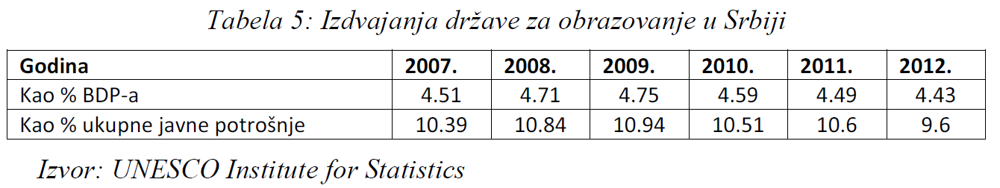 Tabela 5: Izdvajanja države za obrazovanje u Srbiji
Godina 2007. 2008. 2009. 2010. 2011. 2012.
Kao % BDP-a 4.51 4.71 4.75 4.59 4.49 4.43
Kao % ukupne javne potrošnje 10.39 10.84 10.94 10.51 10.6 9.6
Izvor: UNESCO Institute for Statistics